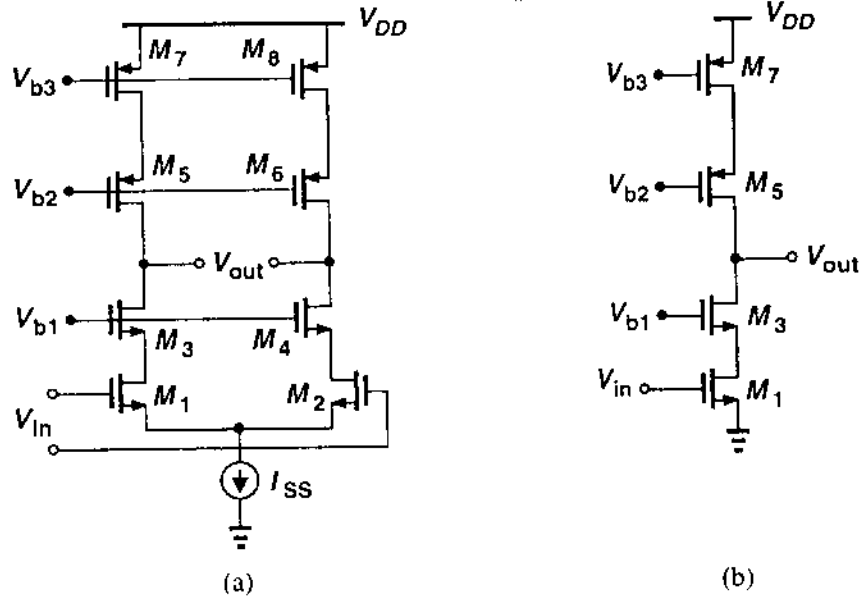 V_DD
M_7
M_8
V_b3
M_5
M_6
V_b2
V_out
V_b1
M_3
M_4
M_1
M_2
V_in
I_SS
(a)
V_DD
V_b3
M_7
V_b2
M_5
V_out
V_b1
M_3
V_in
M_1
(b)